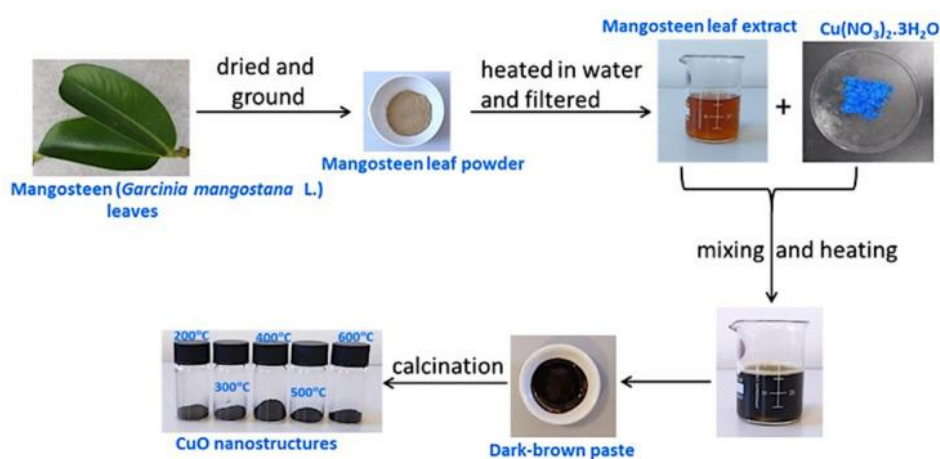 Mangosteen leaf extract
Cu(NO₃)₂.3H₂O
dried and
ground
heated in water
and filtered
+
Mangosteen leaf powder
Mangosteen (Garcinia mangostana L.)
leaves
mixing and heating
200°C
400°C
600°C
300°C
500°C
calcination
CuO nanostructures
Dark-brown paste